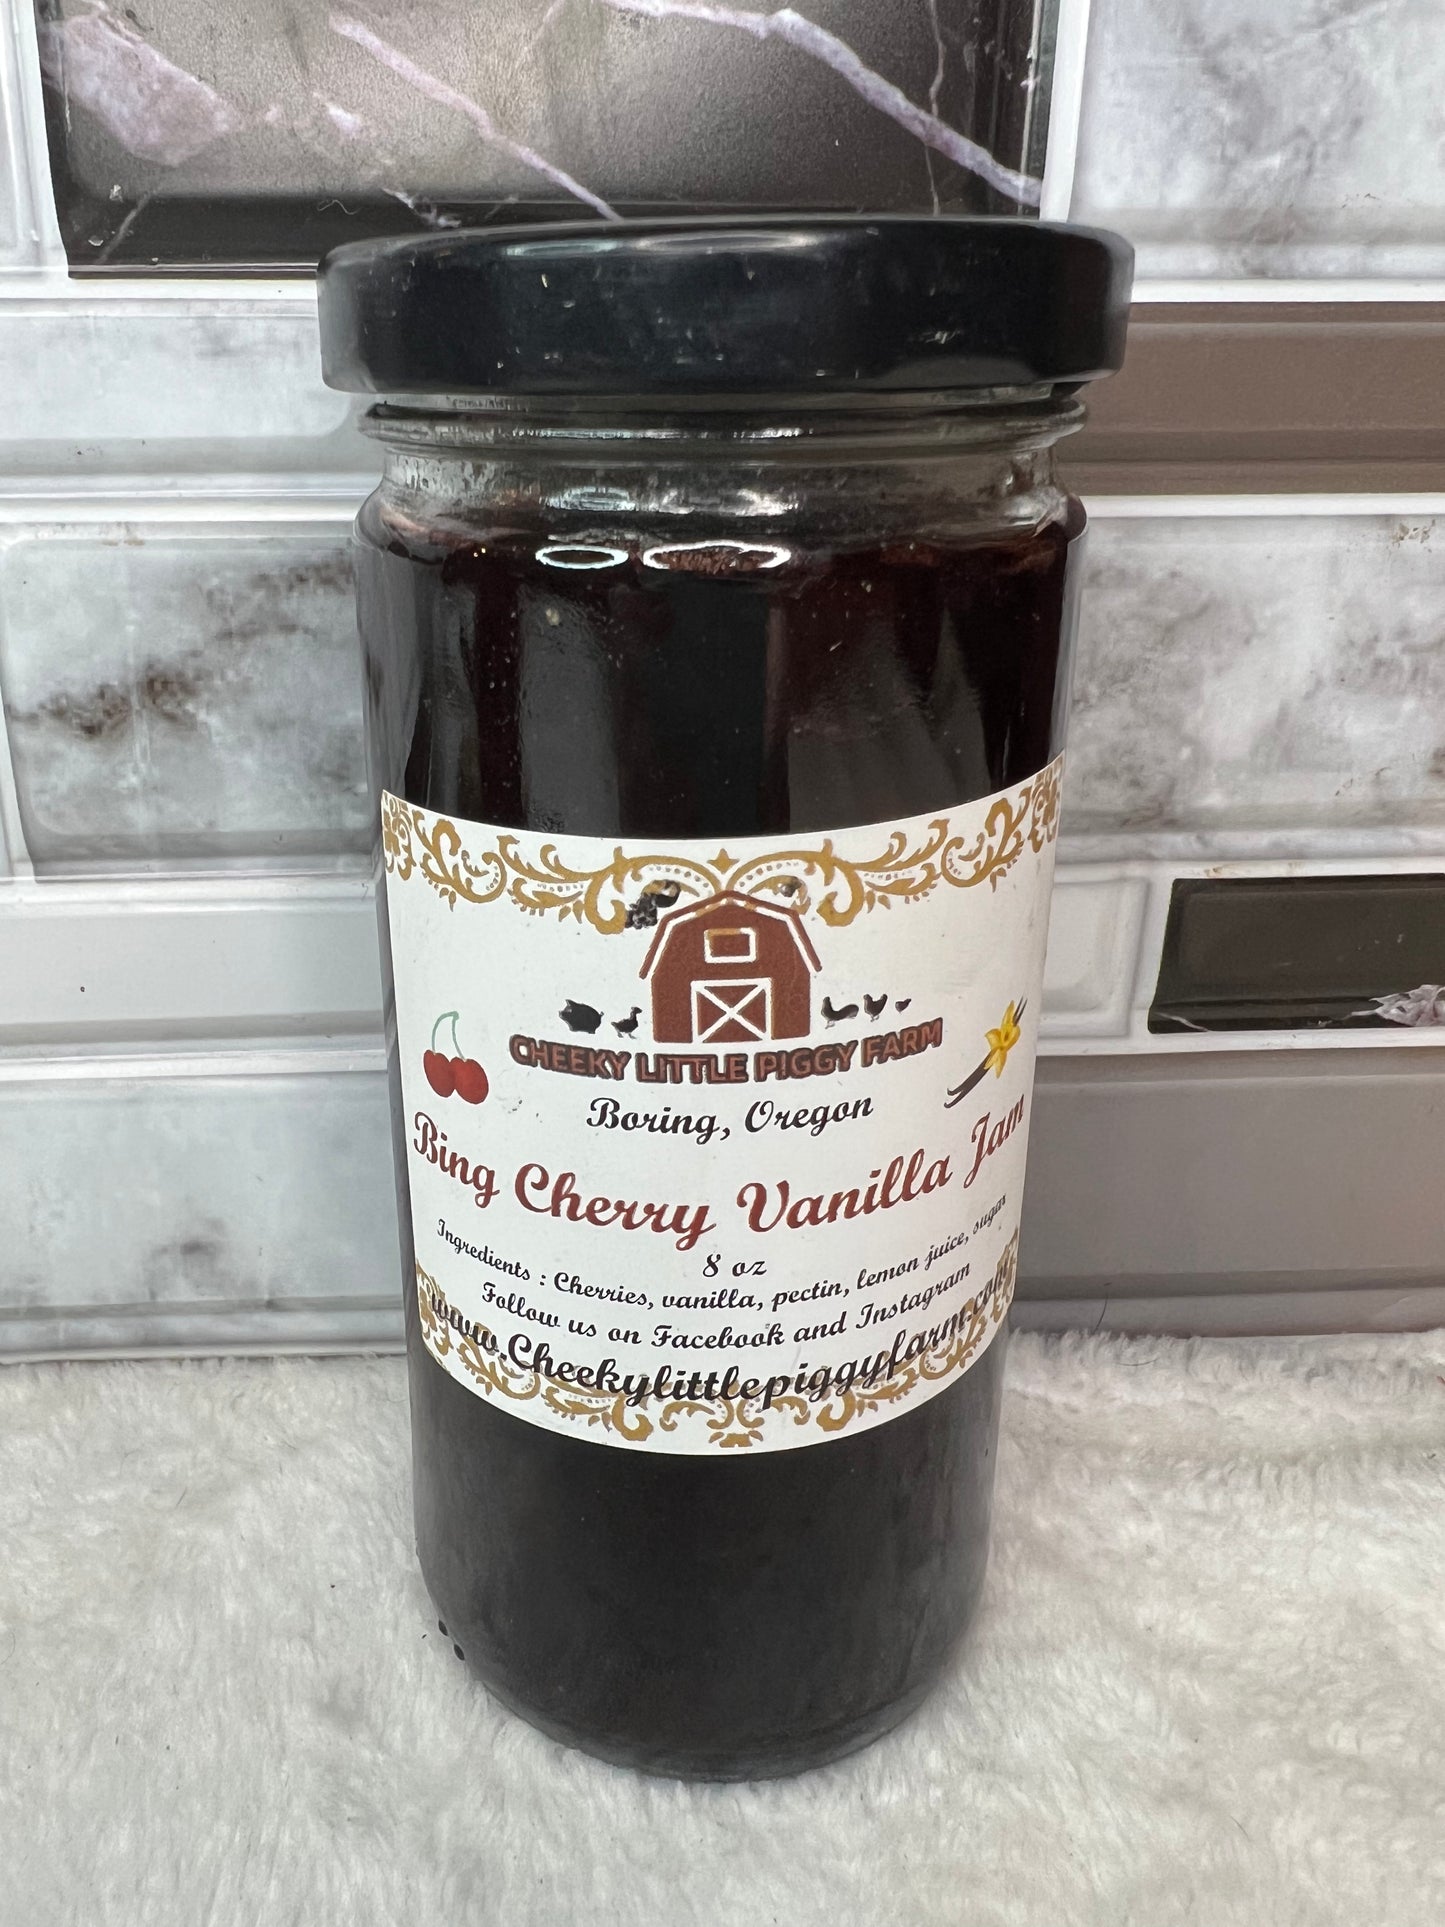 CHEEKY LITTLE PIGGY FARM
Boring, Oregon
Bing Cherry Vanilla Jam
8 oz
Ingredients : Cherries, vanilla, pectin, lemon juice, sugar
Follow us on Facebook and Instagram
www.Cheekylittlepiggyfarm.com